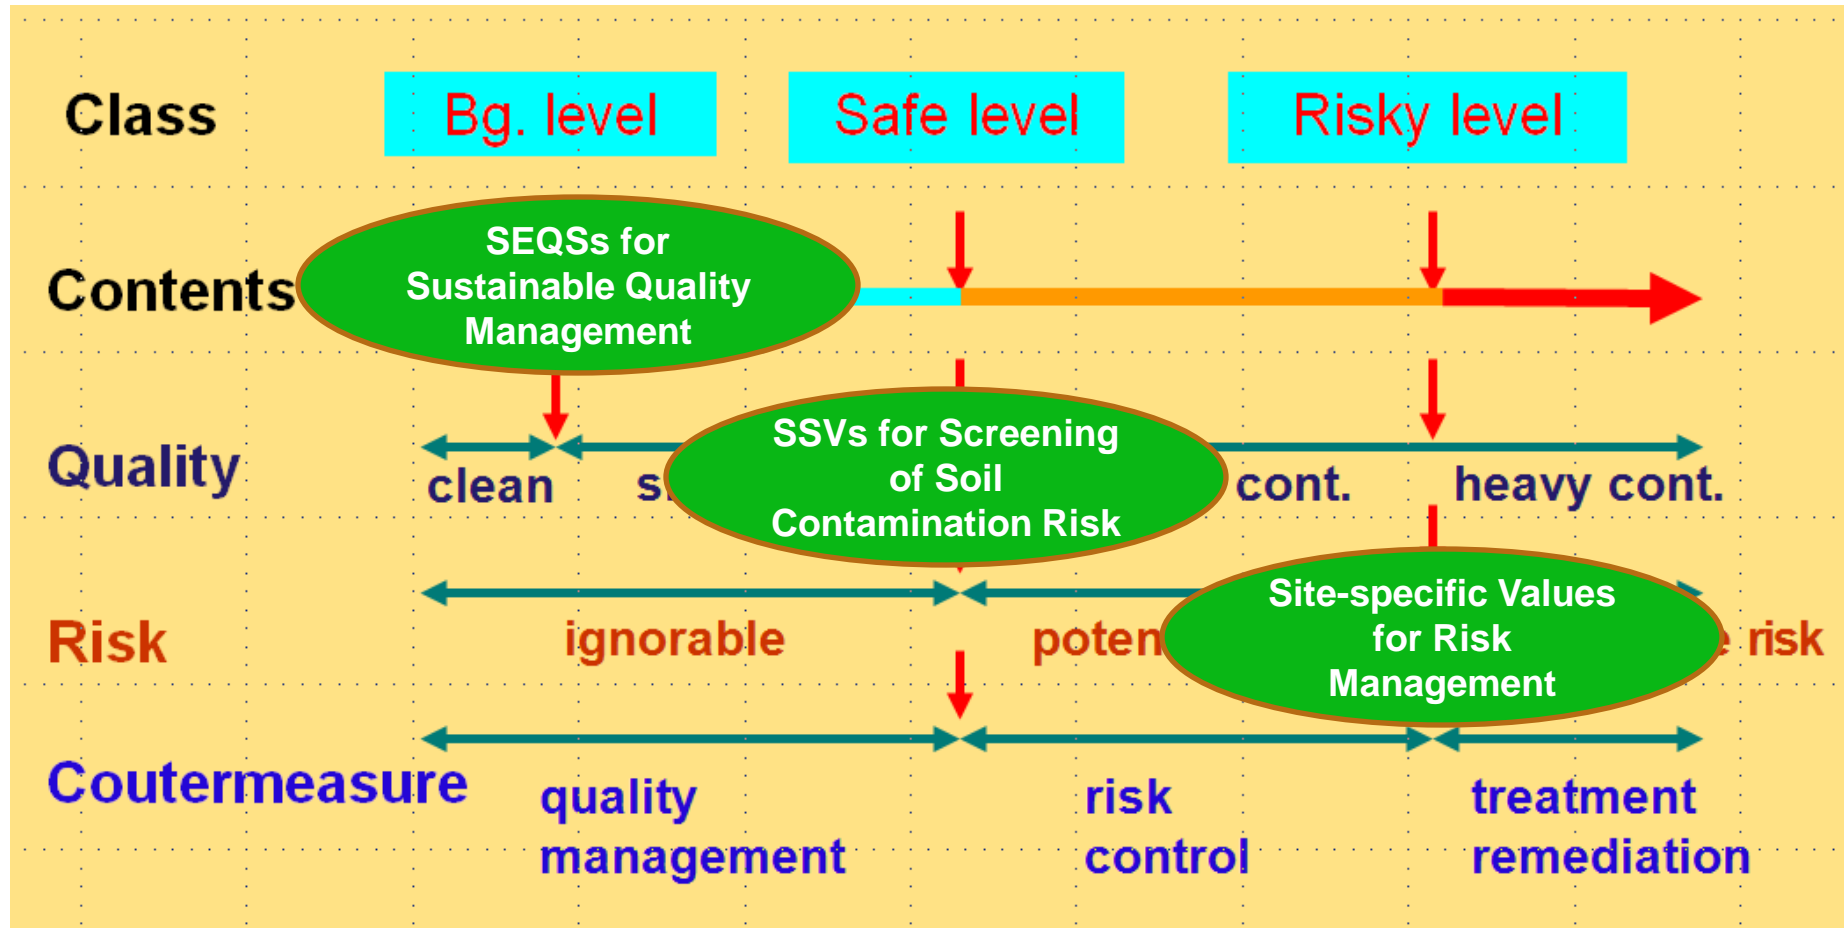 Class
Bg. level
Safe level
Risky level
Contents
SEQSs for
Sustainable Quality
Management
Quality
clean
SSVs for Screening
of Soil
Contamination Risk
cont.
heavy cont.
Risk
ignorable
Site-specific Values
for Risk
Management
risk
Coutermeasure
quality
management
risk
control
treatment
remediation